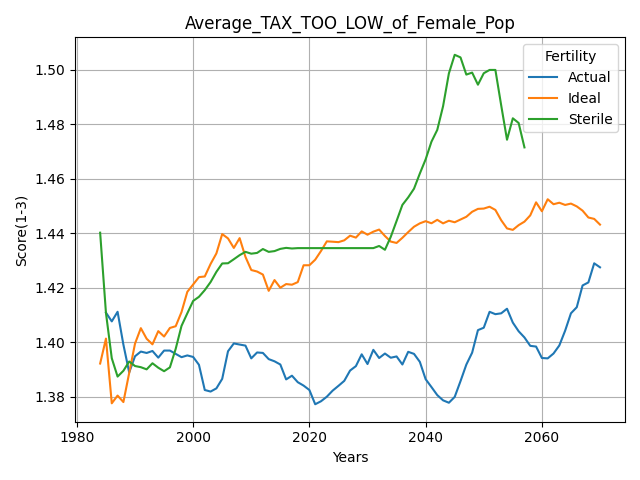 Average_TAX_TOO_LOW_of_Female_Pop
Fertility
Actual
Ideal
Sterile
Score(1-3)
1.50
1.48
1.46
1.44
1.42
1.40
1.38
1980
2000
2020
2040
2060
Years